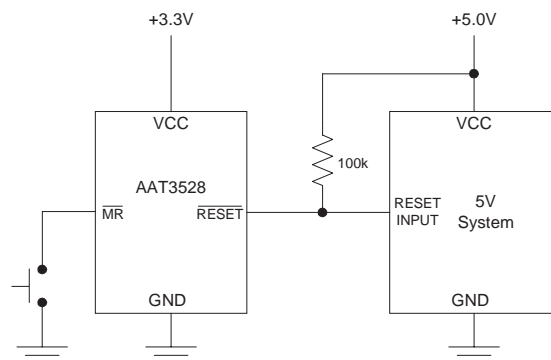 +3.3V
+5.0V
VCC
VCC
100k
AAT3528
MR
RESET
RESET
INPUT
5V
System
GND
GND